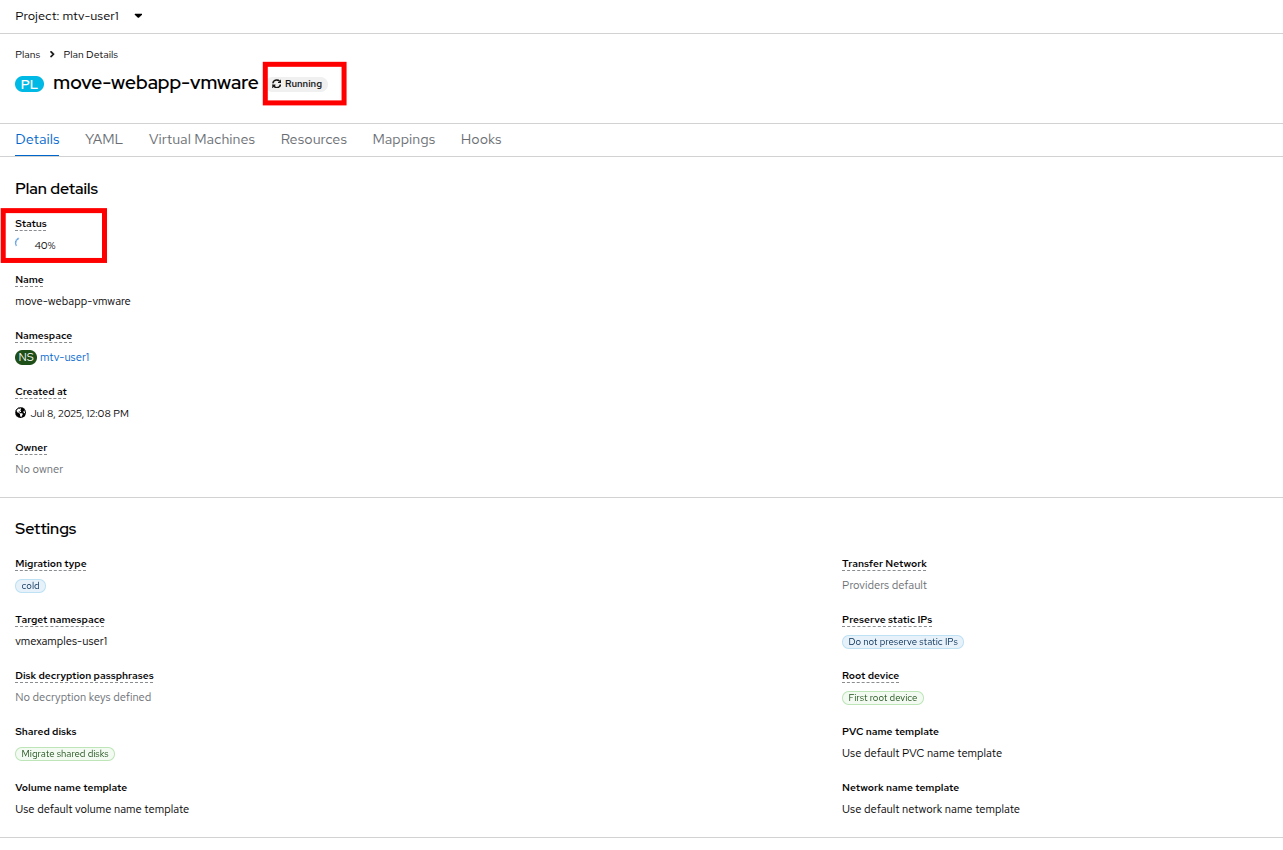 Project: mtv-user1
Plans Plan Details
PL move-webapp-vmware Running
Details YAML Virtual Machines Resources Mappings Hooks
Plan details
Status
40%
Name
move-webapp-vmware
Namespace
NS mtv-user1
Created at
Jul 8, 2025, 12:08 PM
Owner
No owner
Settings
Migration type
cold
Target namespace
vmexamples-user1
Disk decryption passphrases
No decryption keys defined
Shared disks
Migrate shared disks
Volume name template
Use default volume name template
Transfer Network
Providers default
Preserve static IPs
Do not preserve static IPs
Root device
First root device
PVC name template
Use default PVC name template
Network name template
Use default network name template